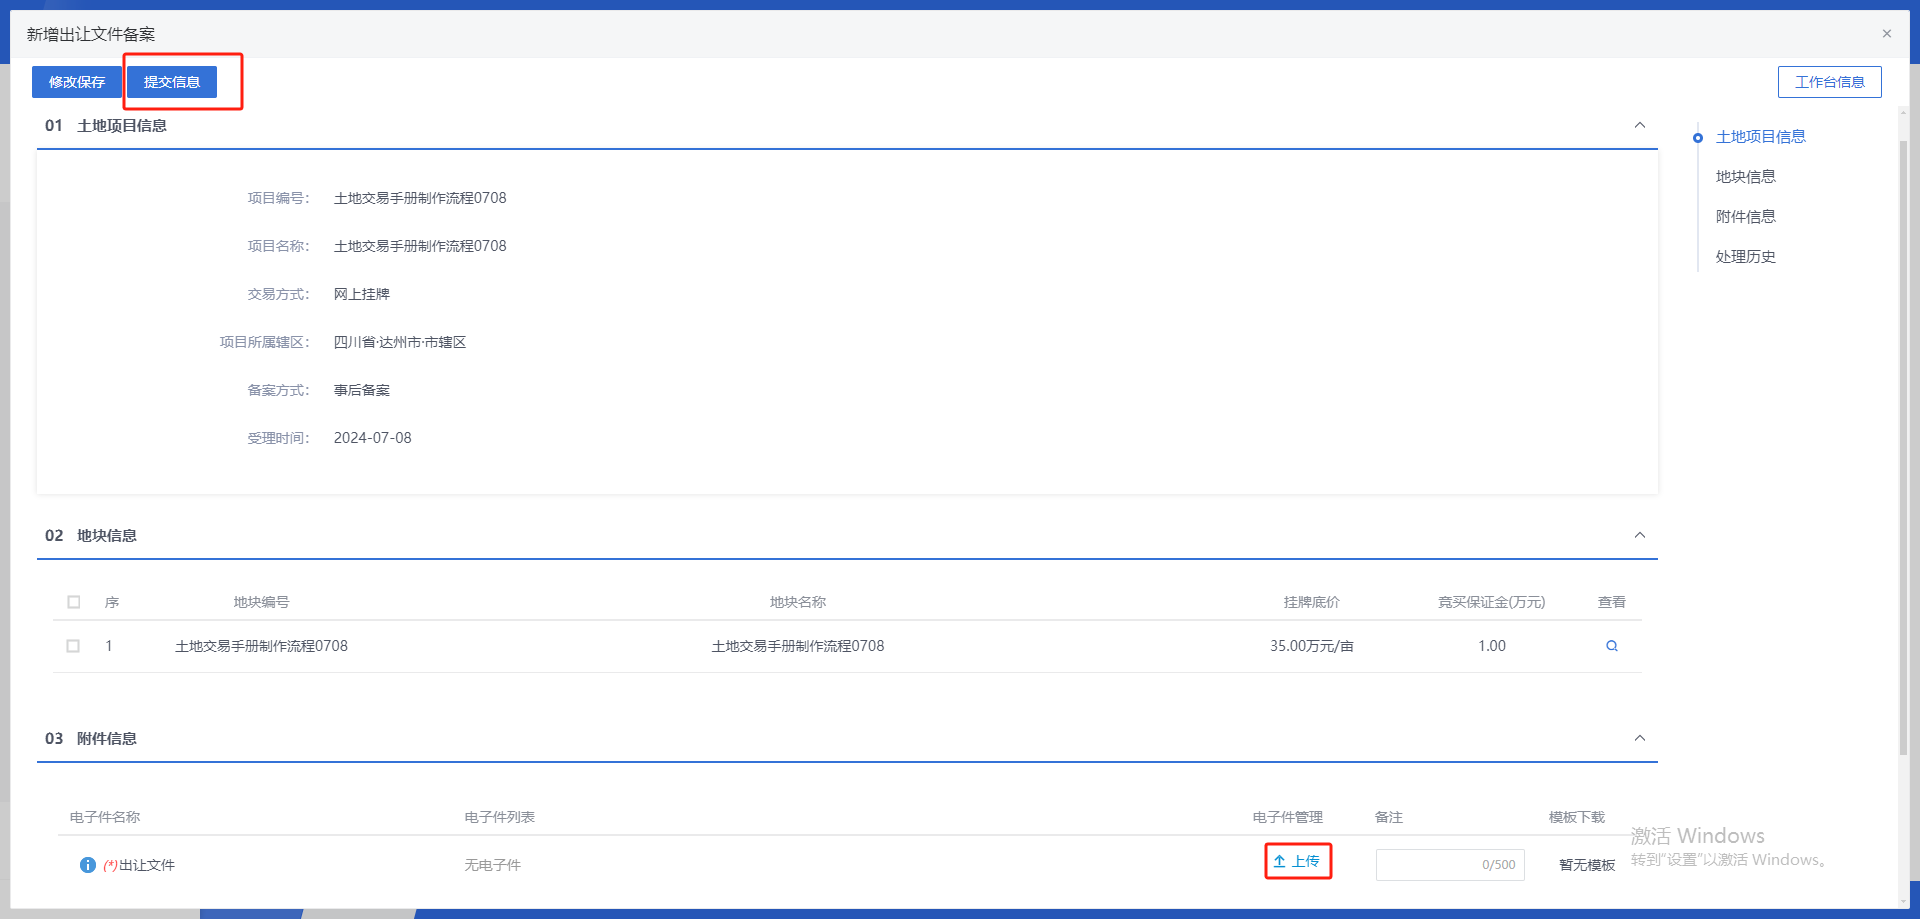 新增出让文件备案
×
修改保存 提交信息 工作台信息
01 土地项目信息
项目编号： 土地交易手册制作流程0708
项目名称： 土地交易手册制作流程0708
交易方式： 网上挂牌
项目所属辖区： 四川省·达州市·市辖区
备案方式： 事后备案
受理时间： 2024-07-08
土地项目信息
地块信息
附件信息
处理历史
02 地块信息
序 地块编号 地块名称 挂牌底价 竞买保证金(万元) 查看
1 土地交易手册制作流程0708 土地交易手册制作流程0708 35.00万元/亩 1.00
03 附件信息
电子件名称 电子件列表 电子件管理 备注 模板下载
(*)出让文件 无电子件 上传 0/500 暂无模板
激活 Windows
转到“设置”以激活 Windows。